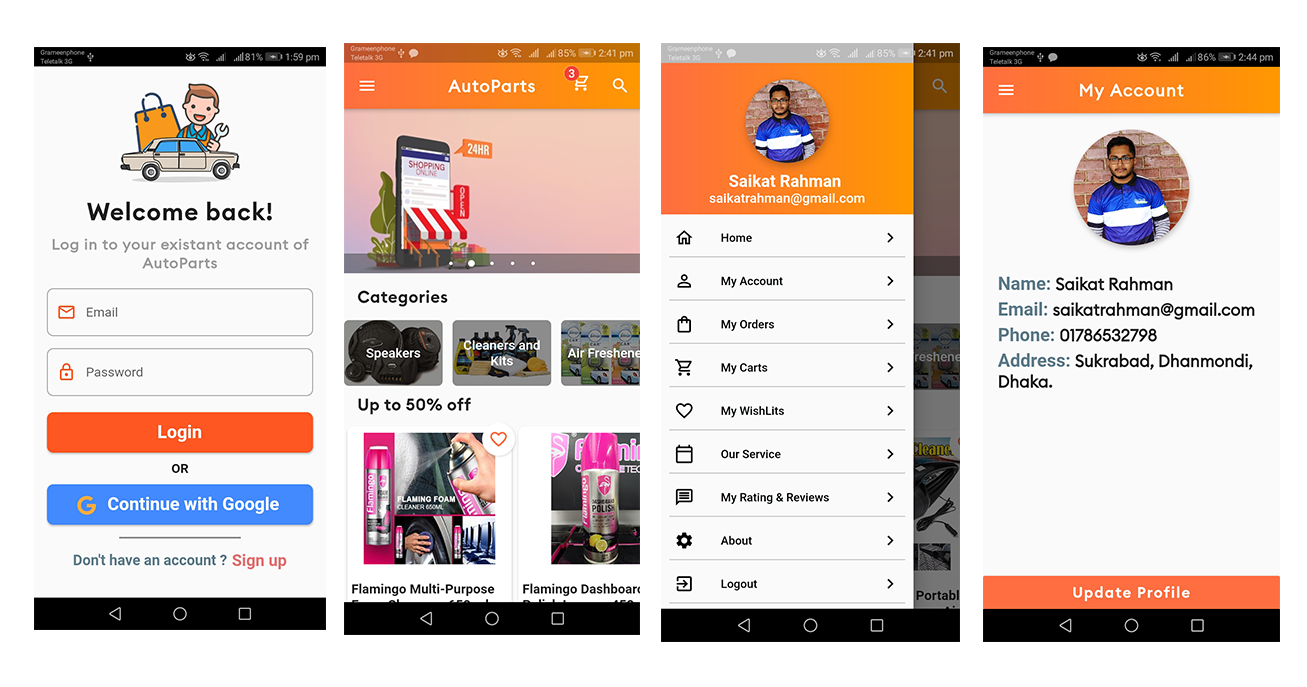 Grameenphone
Teletalk 3G
81%
1:59 pm
Welcome back!
Log in to your existant account of
AutoParts
Email
Password
Login
OR
G Continue with Google
Don't have an account ? Sign up
Grameenphone
Teletalk 3G
85%
2:41 pm
AutoParts
3
24HR
SHOPPING
ONLINE
OPEN
Categories
Speakers
Cleaners and
Kits
Air Freshene
Up to 50% off
Flamingo
FLAMING FOAM
CLEANER 650ML
DASHBOARD
POLISH
Flamingo Multi-Purpose
Flamingo Dashboard
Grameenphone
Teletalk 3G
85%
2:41 pm
Saikat Rahman
saikatrahman@gmail.com
Home
My Account
My Orders
My Carts
My WishLits
Our Service
My Rating & Reviews
About
Logout
Freshene
Portabl
Grameenphone
Teletalk 3G
86%
2:44 pm
My Account
Name: Saikat Rahman
Email: saikatrahman@gmail.com
Phone: 01786532798
Address: Sukrabad, Dhanmondi,
Dhaka.
Update Profile